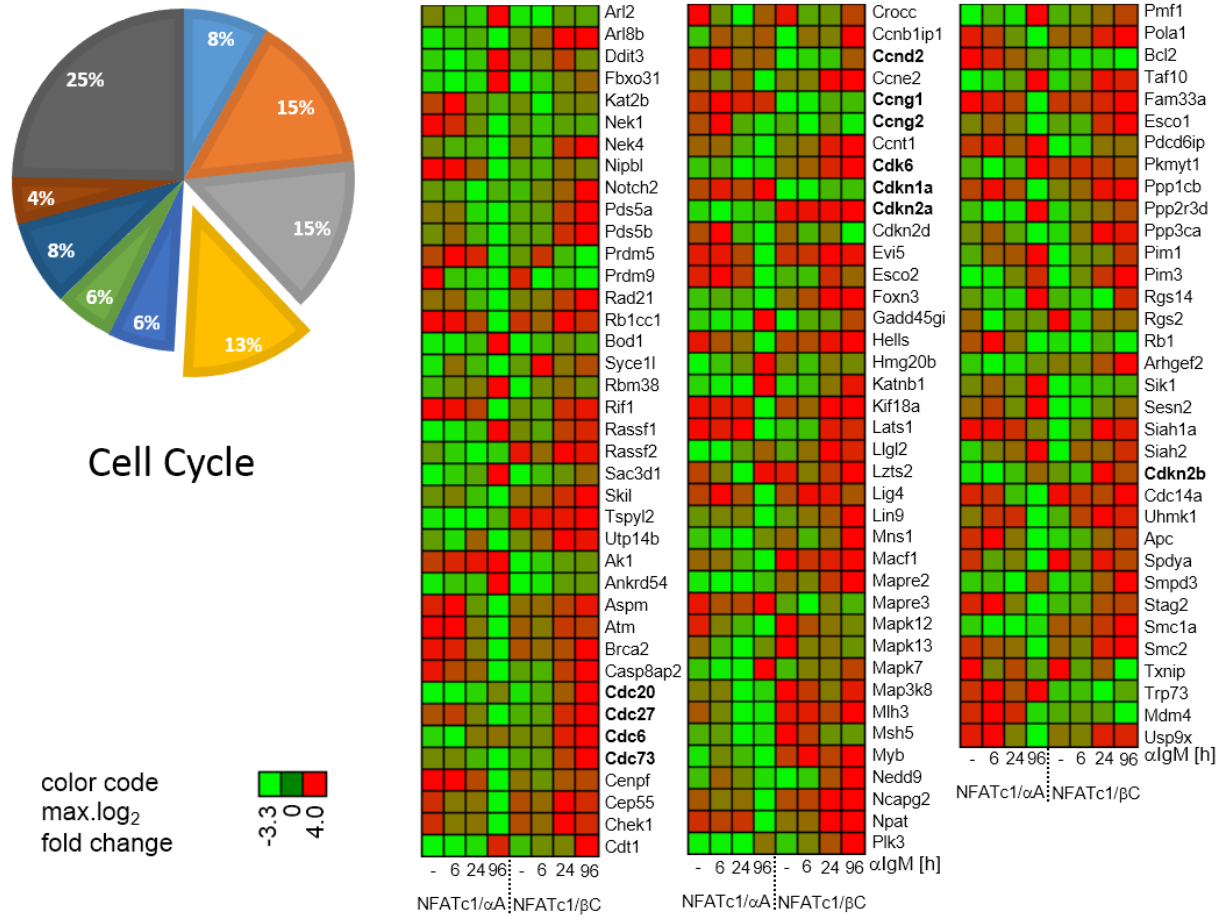 8%
15%
15%
13%
6%
6%
8%
4%
25%
Cell Cycle
color code
max.log2
fold change
-3.3
0
4.0
Arl2
Arl8b
Ddit3
Fbxo31
Kat2b
Nek1
Nek4
Nipbl
Notch2
Pds5a
Pds5b
Prdm5
Prdm9
Rad21
Rb1cc1
Bod1
Syce1l
Rbm38
Rif1
Rassf1
Rassf2
Sac3d1
Skil
Tspyl2
Utp14b
Ak1
Ankrd54
Aspm
Atm
Brca2
Casp8ap2
Cdc20
Cdc27
Cdc6
Cdc73
Cenpf
Cep55
Chek1
Cdt1
- 6 24 96 - 6 24 96
NFATc1/αA NFATc1/βC
Crocc
Ccnb1ip1
Ccnd2
Ccne2
Ccng1
Ccng2
Ccnt1
Cdk6
Cdkn1a
Cdkn2a
Cdkn2d
Evi5
Esco2
Foxn3
Gadd45gi
Hells
Hmg20b
Katnb1
Kif18a
Lats1
Llgl2
Lzts2
Lig4
Lin9
Mns1
Macf1
Mapre2
Mapre3
Mapk12
Mapk13
Mapk7
Map3k8
Mlh3
Msh5
Myb
Nedd9
Ncapg2
Npat
Plk3
- 6 24 96 - 6 24 96 αIgM [h]
NFATc1/αA NFATc1/βC
Pmf1
Pola1
Bcl2
Taf10
Fam33a
Esco1
Pdcd6ip
Pkmyt1
Ppp1cb
Ppp2r3d
Ppp3ca
Pim1
Pim3
Rgs14
Rgs2
Rb1
Arhgef2
Sik1
Sesn2
Siah1a
Siah2
Cdkn2b
Cdc14a
Uhmk1
Apc
Spdya
Smpd3
Stag2
Smc1a
Smc2
Txnip
Trp73
Mdm4
Usp9x
- 6 24 96 - 6 24 96 αIgM [h]
NFATc1/αA NFATc1/βC